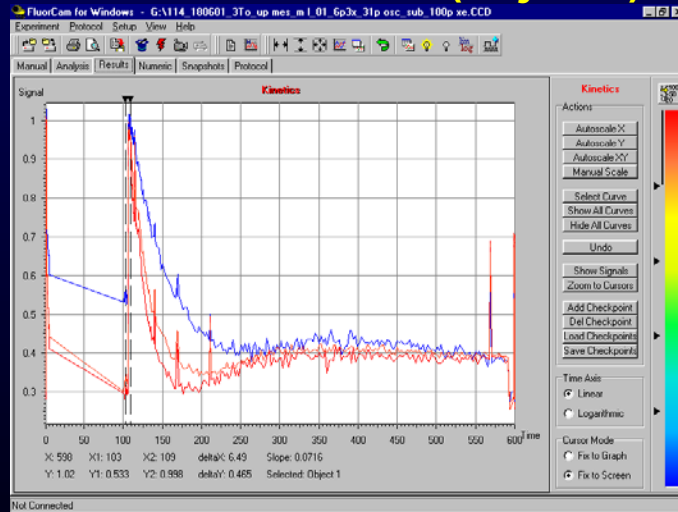 FluorCam for Windows - G:\114_100601_3To_up mes_m l_01_6p3x_31p osc_sub_100p xe.CCD
Experiment Protocol Setup View Help
Manual Analysis Results Numeric Snapshots Protocol
Signal
Kinetics
1
0.9
0.8
0.7
0.6
0.5
0.4
0.3
0 50 100 150 200 250 300 350 400 450 500 550 600 Time
X: 598 X1: 103 X2: 109 deltaX: 6.49 Slope: 0.0716
Y: 1.02 Y1: 0.533 Y2: 0.998 deltaY: 0.465 Selected: Object 1
Kinetics
Actions
Autoscale X
Autoscale Y
Autoscale XY
Manual Scale
Select Curve
Show All Curves
Hide All Curves
Undo
Show Signals
Zoom to Cursors
Add Checkpoint
Del Checkpoint
Load Checkpoints
Save Checkpoints
Time Axis
Linear
Logarithmic
Cursor Mode
Fix to Graph
Fix to Screen
Not Connected